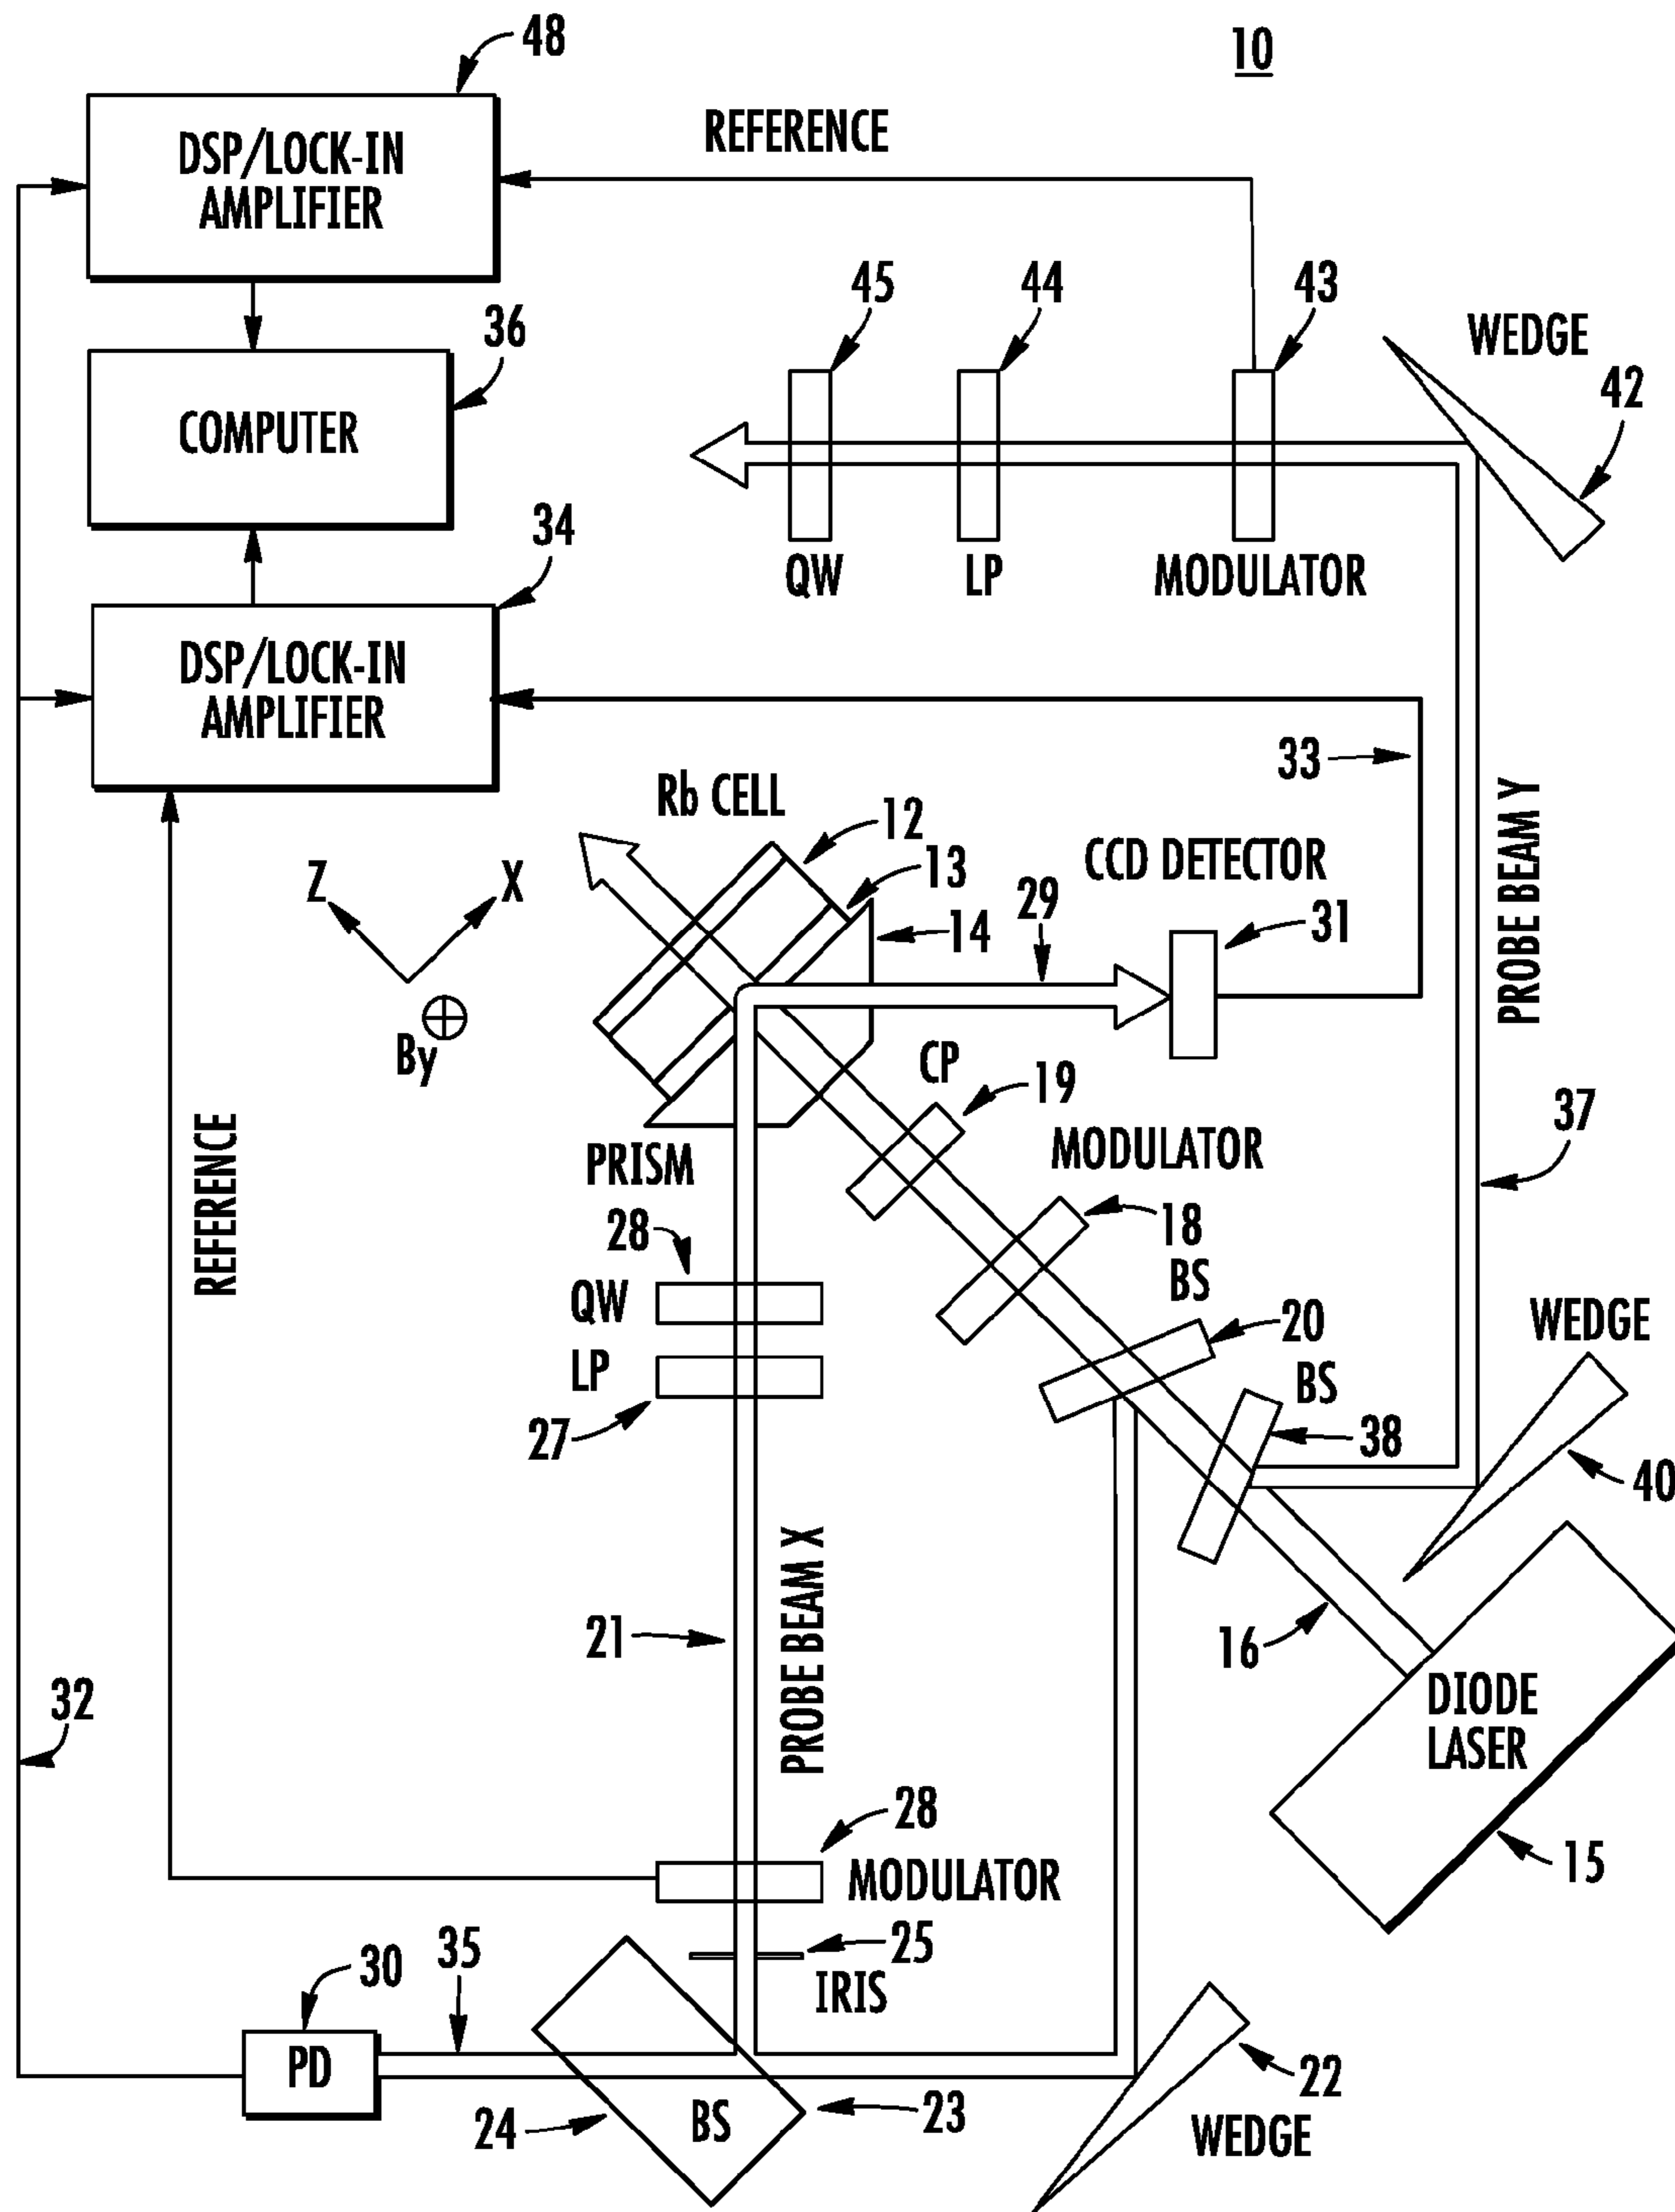 48
10
DSP/LOCK-IN
AMPLIFIER
REFERENCE
45
44
43
WEDGE
42
36
COMPUTER
QW
LP
MODULATOR
34
DSP/LOCK-IN
AMPLIFIER
33
Rb CELL
12
13
CCD DETECTOR
29
14
31
PROBE BEAM Y
Z
X
By
CP
19
37
REFERENCE
PRISM
MODULATOR
28
18
QW
BS
20
WEDGE
LP
BS
27
38
40
21
PROBE BEAM X
16
32
DIODE
LASER
28
MODULATOR
15
35
25
30
IRIS
PD
22
24
BS
23
WEDGE